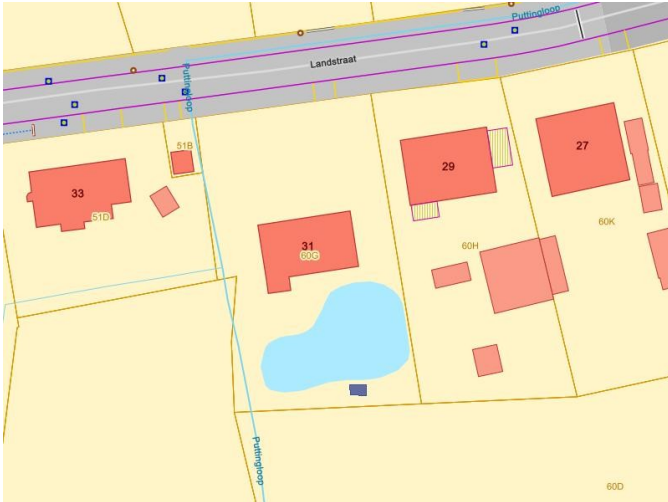 Puttingloop
Landstraat
Puttingloop
51B
33
51D
29
27
31
60G
60H
60K
Puttingloop
60D